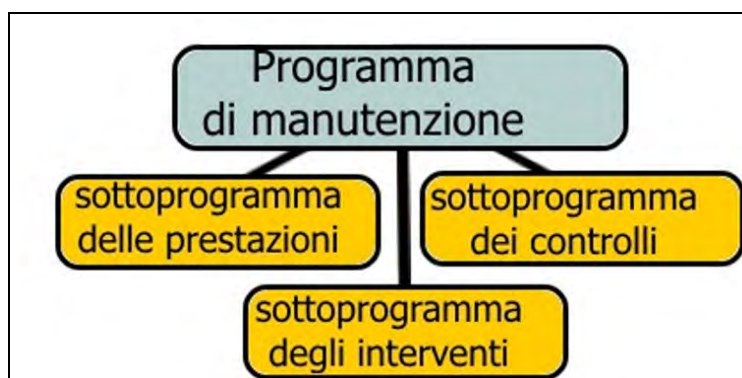 Programma
di manutenzione
sottoprogramma
delle prestazioni
sottoprogramma
dei controlli
sottoprogramma
degli interventi